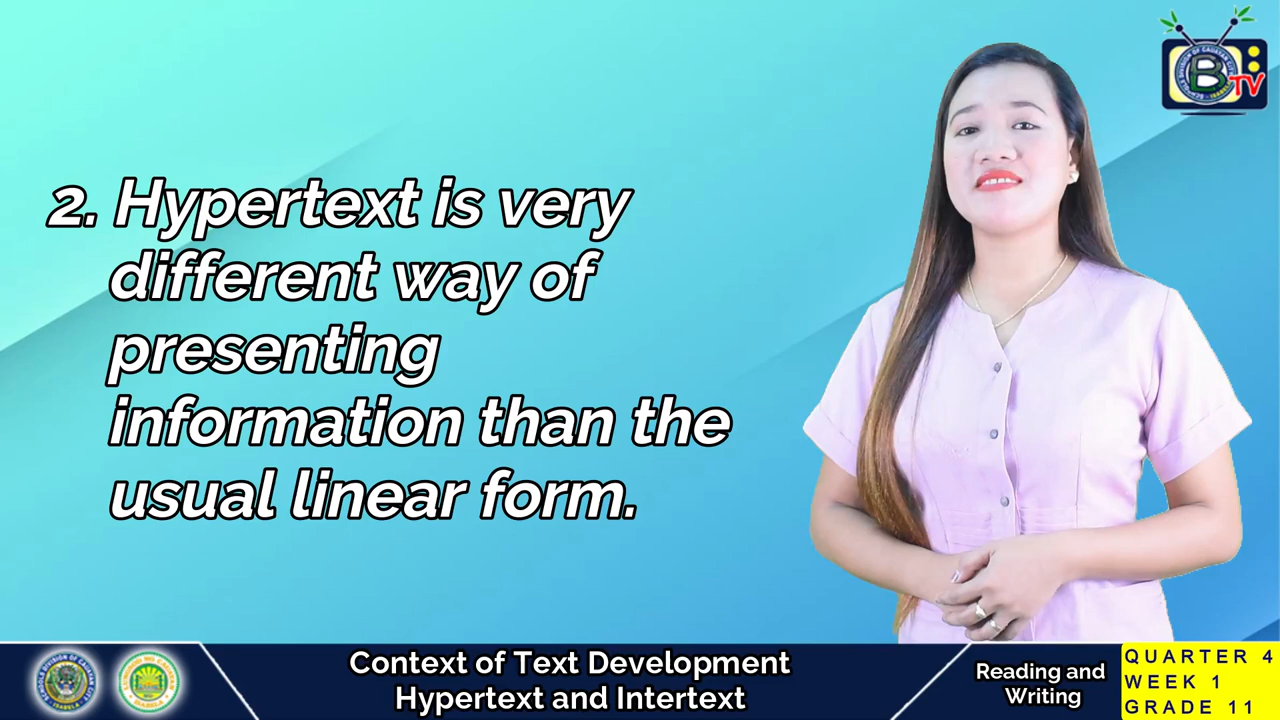 2. Hypertext is very
different way of
presenting
information than the
usual linear form.
B
TV
Context of Text Development
Hypertext and Intertext
Reading and
Writing
QUARTER 4
WEEK 1
GRADE 11